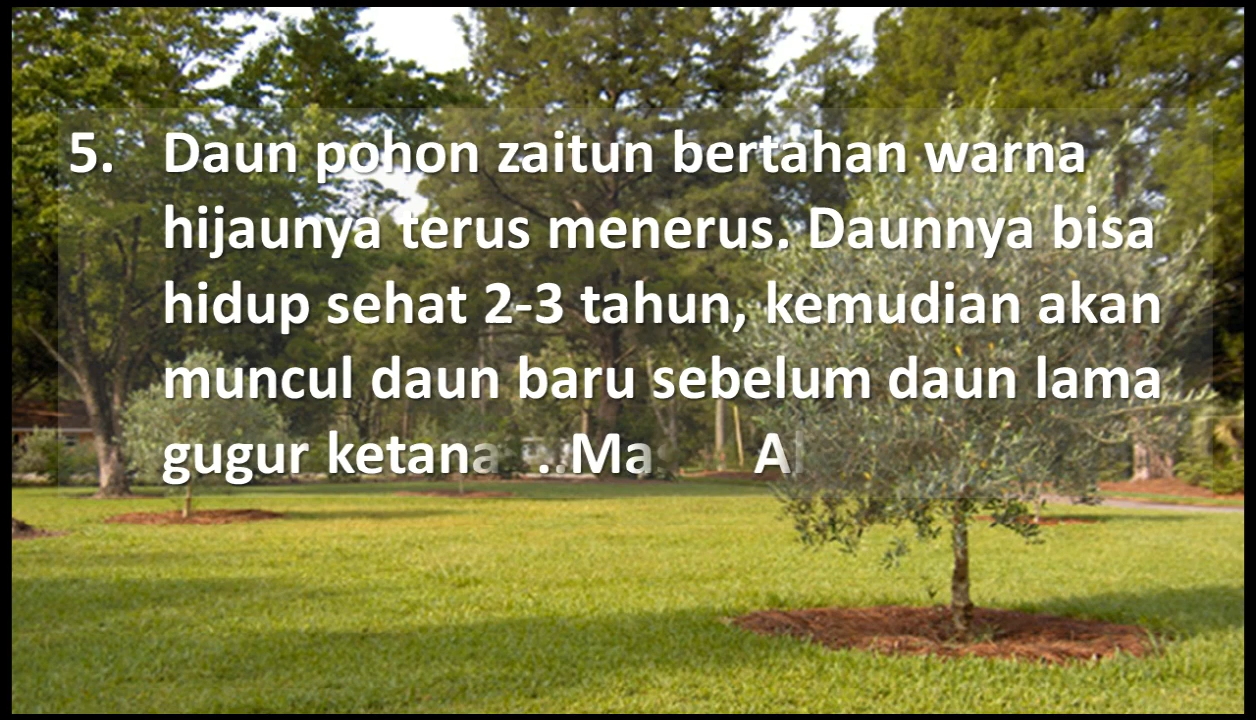 5. Daun pohon zaitun bertahan warna
hijaunya terus menerus. Daunnya bisa
hidup sehat 2-3 tahun, kemudian akan
muncul daun baru sebelum daun lama
gugur